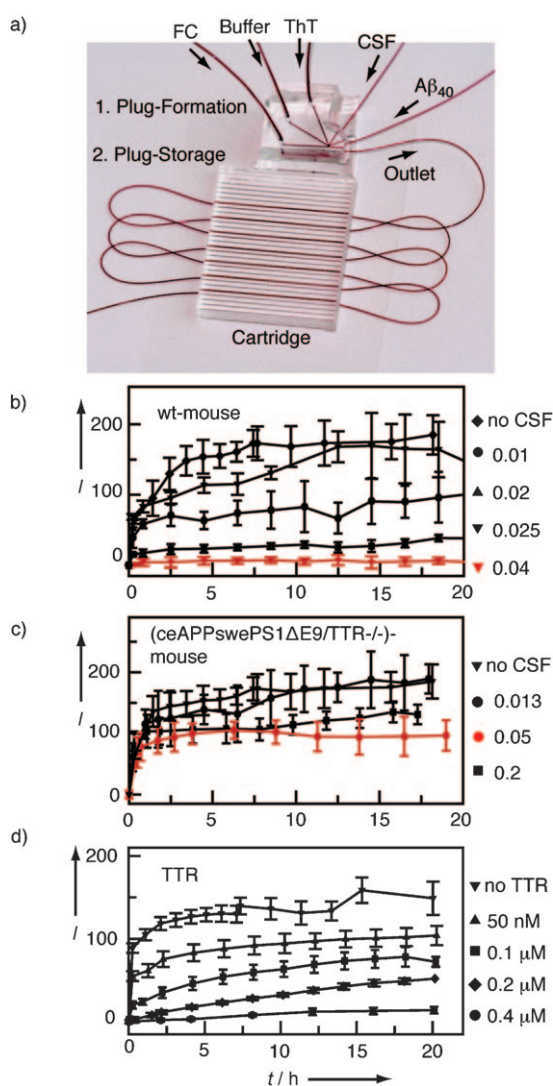 a)
FC
Buffer
ThT
CSF
Aβ40
1. Plug-Formation
2. Plug-Storage
Outlet
Cartridge
b)
wt-mouse
I
200
100
0
0 5 10 15 20
no CSF
0.01
0.02
0.025
0.04
c)
(ceAPPswePS1ΔE9/TTR-/-)-
mouse
I
200
100
0
0 5 10 15 20
no CSF
0.013
0.05
0.2
d)
TTR
I
200
100
0
0 5 10 15 20
no TTR
50 nM
0.1 μM
0.2 μM
0.4 μM
t / h